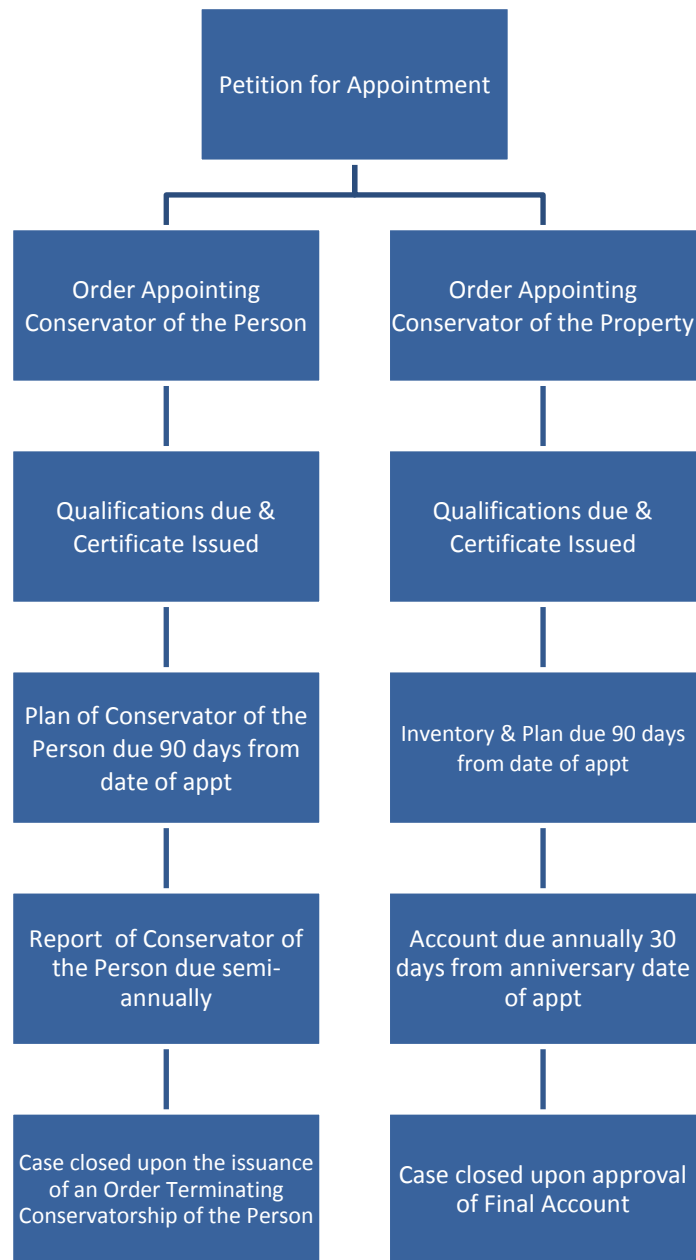 Petition for Appointment
Order Appointing
Conservator of the Person
Order Appointing
Conservator of the Property
Qualifications due &
Certificate Issued
Qualifications due &
Certificate Issued
Plan of Conservator of the
Person due 90 days from
date of appt
Inventory & Plan due 90 days
from date of appt
Report of Conservator of
the Person due semi-
annually
Account due annually 30
days from anniversary date
of appt
Case closed upon the issuance
of an Order Terminating
Conservatorship of the Person
Case closed upon approval
of Final Account